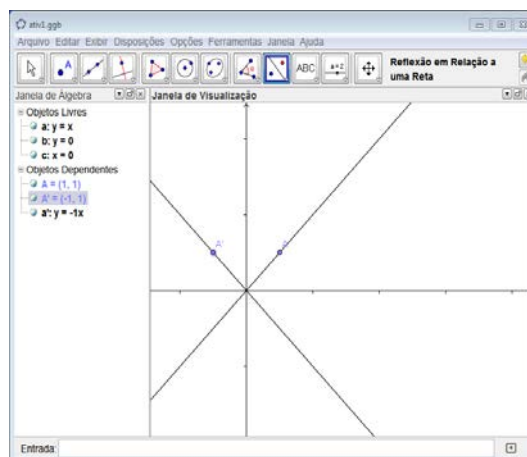 ativ1.ggb
Arquivo Editar Exibir Disposições Opções Ferramentas Janela Ajuda
ABC
a=2
Reflexão em Relação a
uma Reta
Janela de Álgebra
Janela de Visualização
Objetos Livres
a: y = x
b: y = 0
c: x = 0
Objetos Dependentes
A = (1, 1)
A' = (-1, 1)
a': y = -1x
A'
A
Entrada: